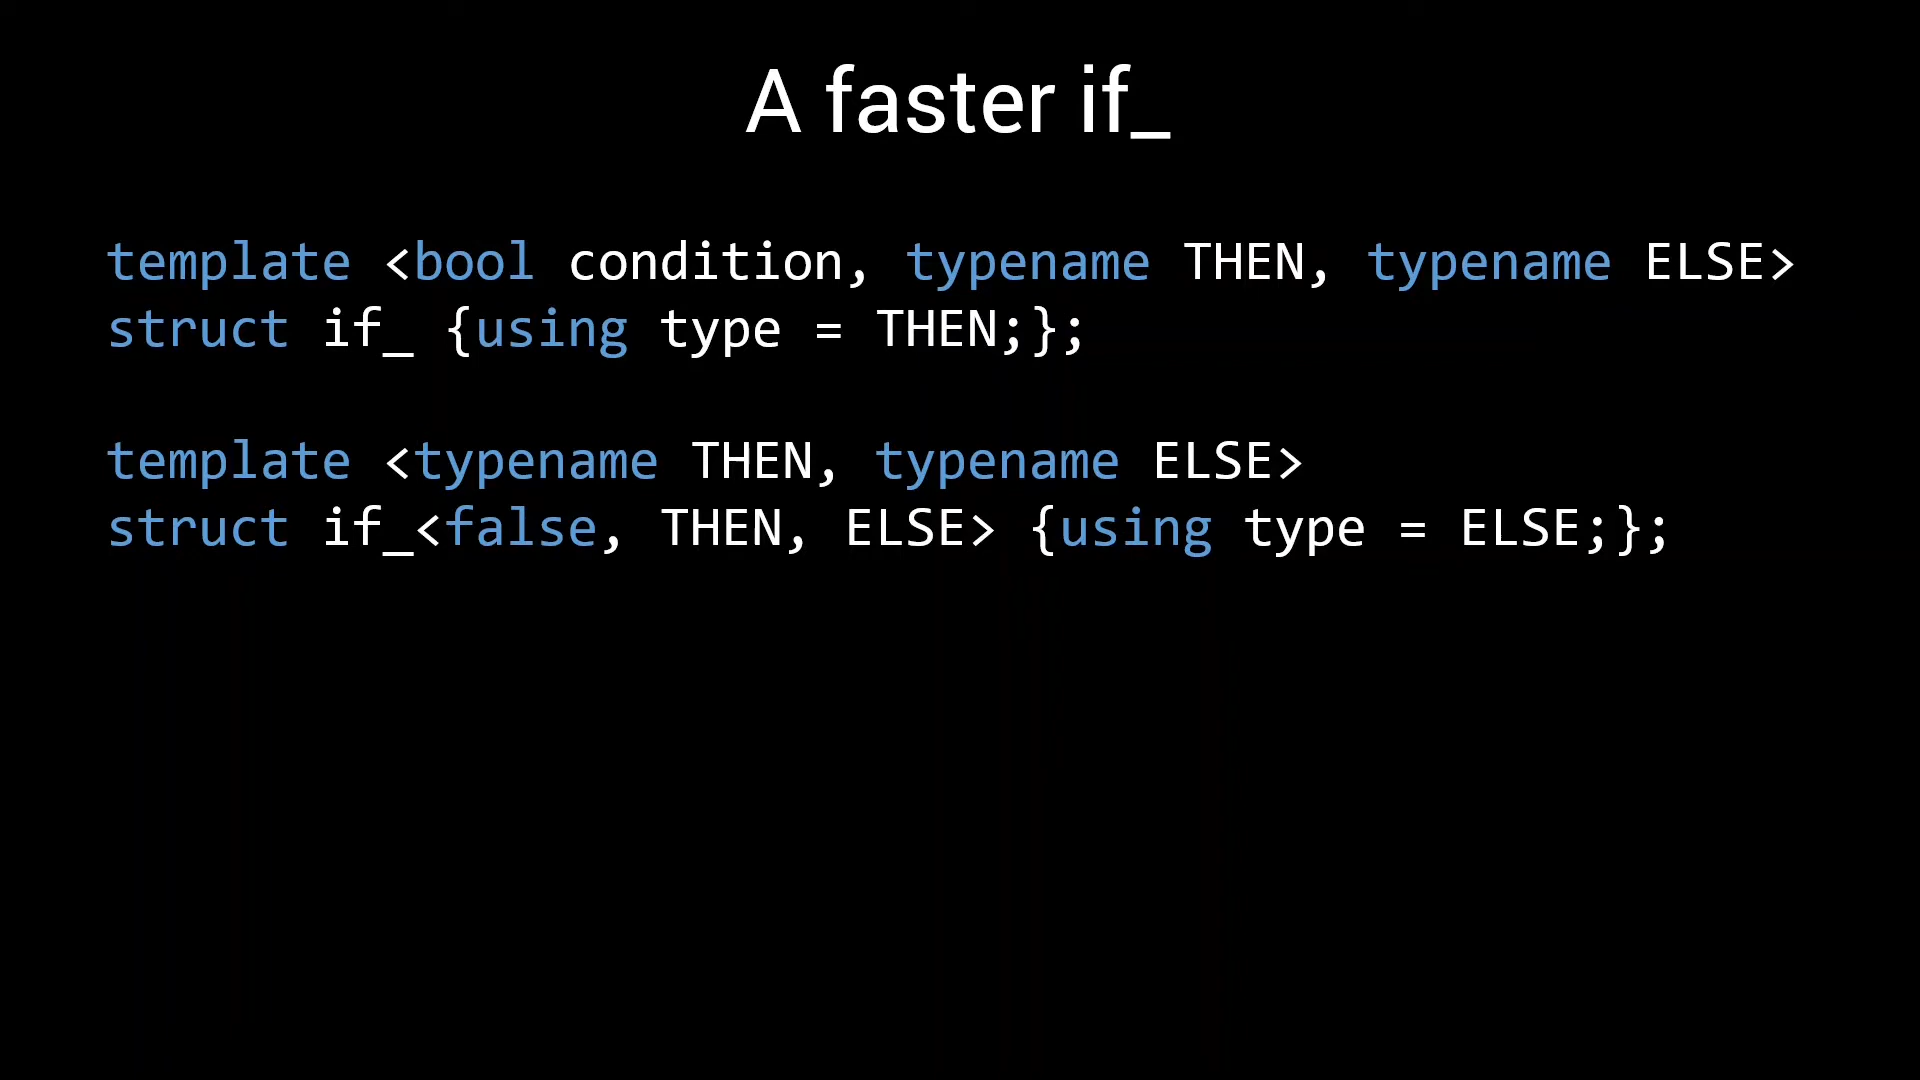 A faster if_
template <bool condition, typename THEN, typename ELSE>
struct if_ {using type = THEN;};
template <typename THEN, typename ELSE>
struct if_<false, THEN, ELSE> {using type = ELSE;};